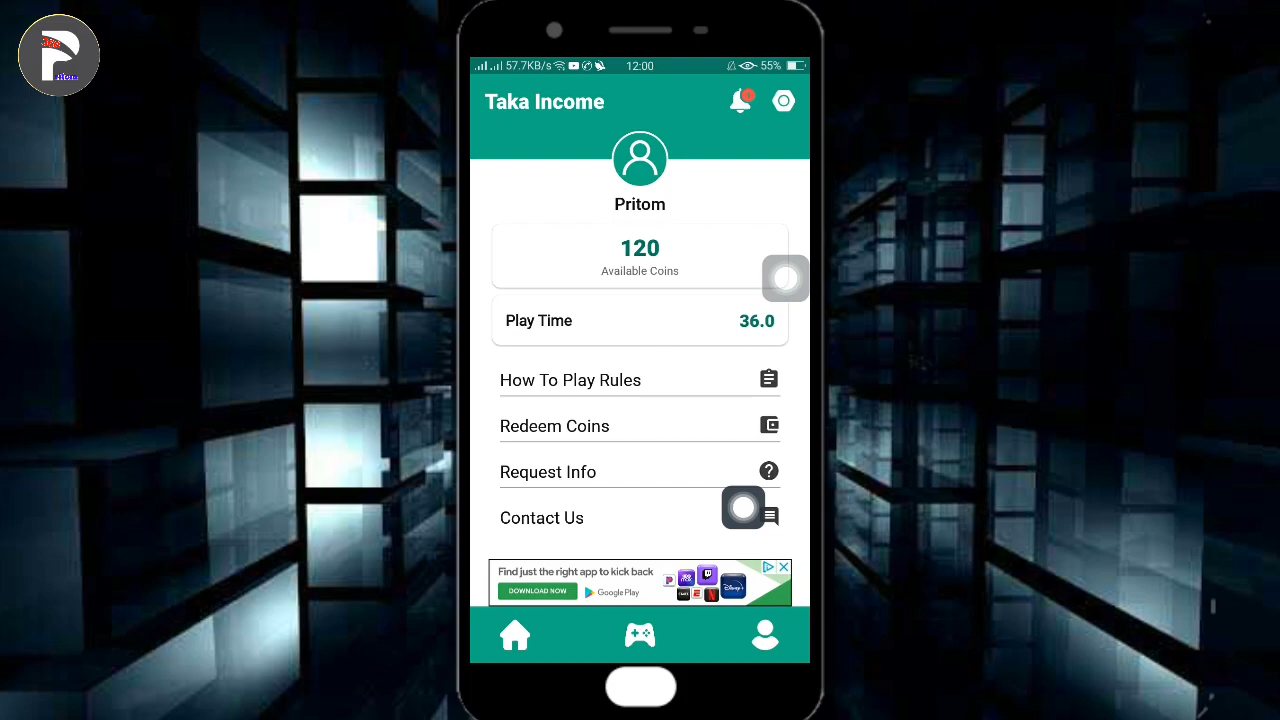 57.7KB/s 12:00 55%
Taka Income
Pritom
120
Available Coins
Play Time 36.0
How To Play Rules
Redeem Coins
Request Info
Contact Us
Find just the right app to kick back
DOWNLOAD NOW Google Play
Disney+